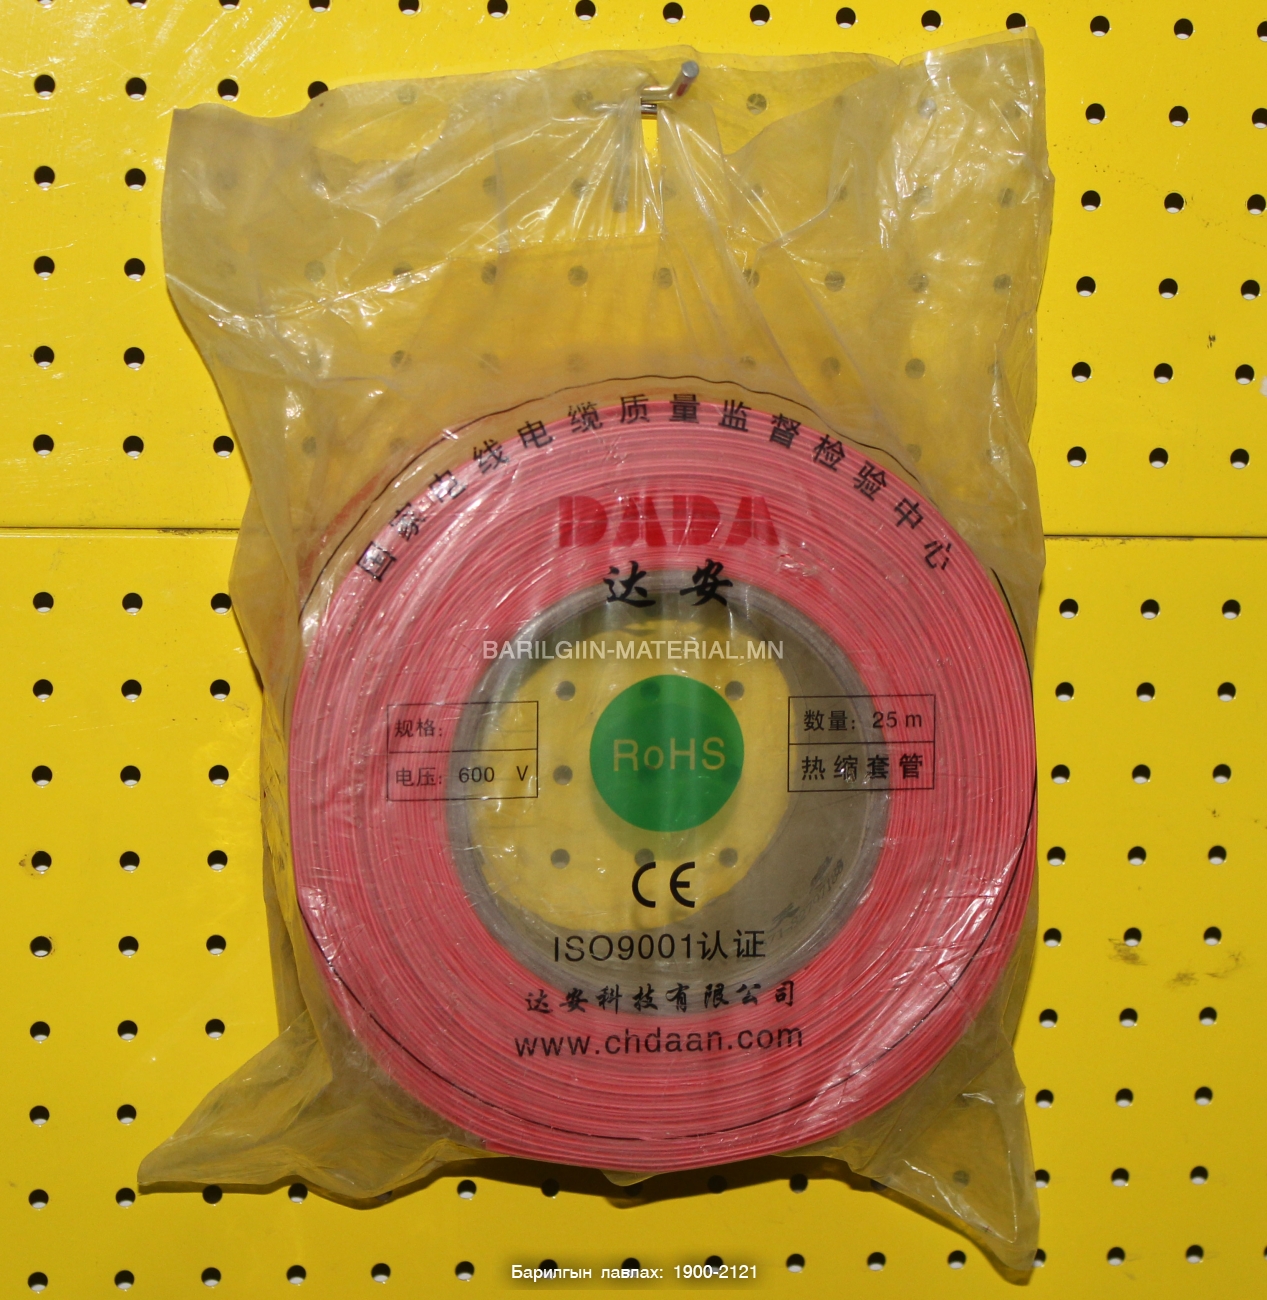 国家电线电缆质量监督检验中心
DADA
达安
BARILGIIN-MATERIAL.MN
规格:
电压: 600 V
RoHS
数量: 25 m
热缩套管
CE
ISO9001认证
达安科技有限公司
www.chdaan.com
Барилгын лавлах: 1900-2121